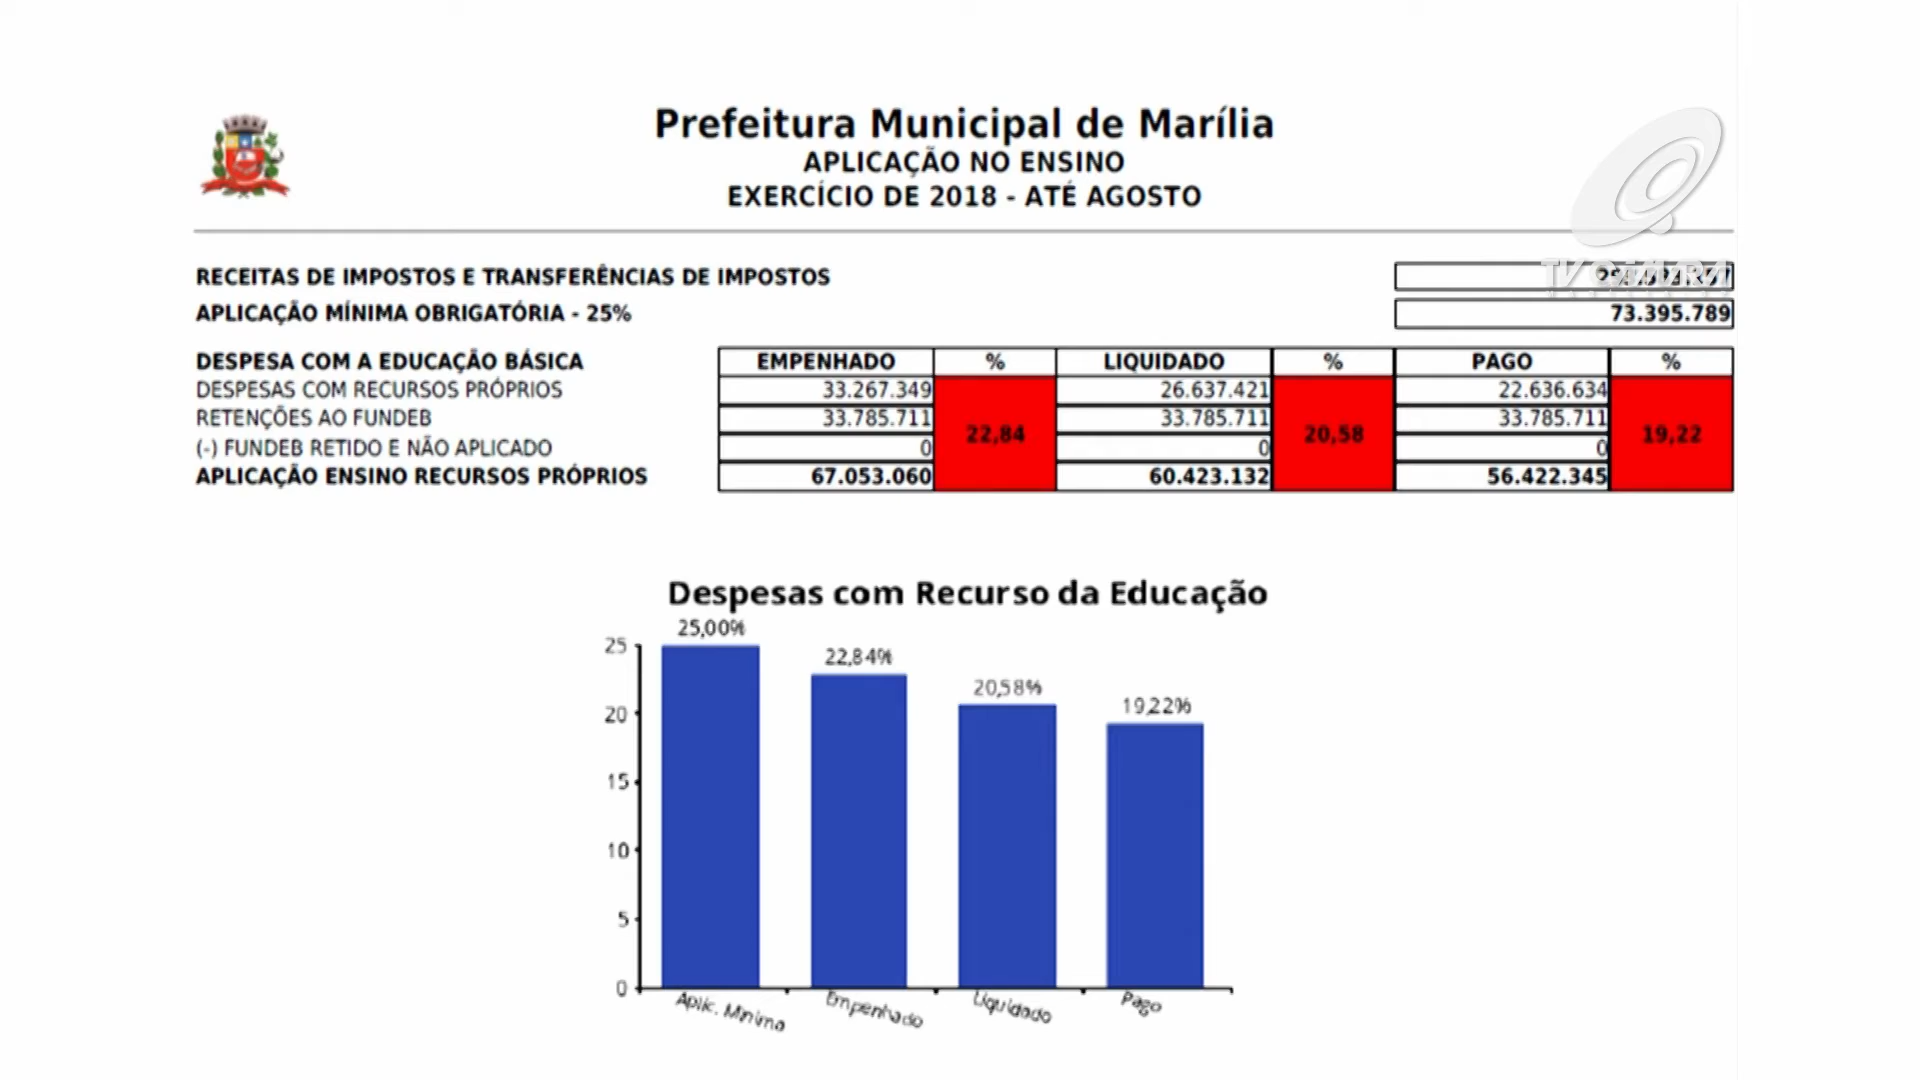 Prefeitura Municipal de Marília
APLICAÇÃO NO ENSINO
EXERCÍCIO DE 2018 - ATÉ AGOSTO
TV CÂMARA
RECEITAS DE IMPOSTOS E TRANSFERÊNCIAS DE IMPOSTOS
APLICAÇÃO MÍNIMA OBRIGATÓRIA - 25% 73.395.789
DESPESA COM A EDUCAÇÃO BÁSICA EMPENHADO % LIQUIDADO % PAGO %
DESPESAS COM RECURSOS PRÓPRIOS 33.267.349 26.637.421 22.636.634
RETENÇÕES AO FUNDEB 33.785.711 33.785.711 33.785.711
22,84 20,58 19,22
(-) FUNDEB RETIDO E NÃO APLICADO 0 0 0
APLICAÇÃO ENSINO RECURSOS PRÓPRIOS 67.053.060 60.423.132 56.422.345
Despesas com Recurso da Educação
25,00%
22,84%
20,58%
19,22%
25
20
15
10
5
0
Aplic. Mínima Empenhado Liquidado Pago